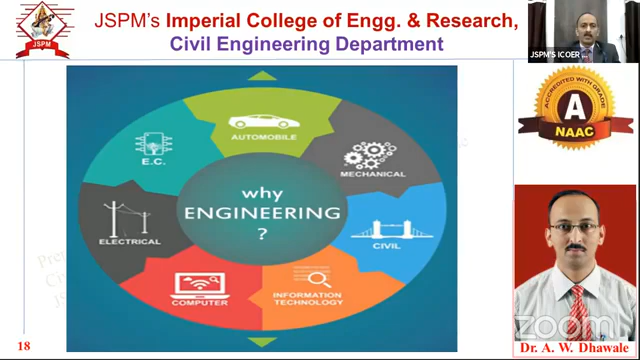 JSPM
JSPM's Imperial College of Engg. & Research,
Civil Engineering Department
JSPM'S ICOER
AUTOMOBILE
E.C.
MECHANICAL
why
ENGINEERING
?
ELECTRICAL
CIVIL
COMPUTER
INFORMATION
TECHNOLOGY
ACCREDITED WITH GRADE
A
NAAC
zoom
18
Dr. A. W. Dhawale